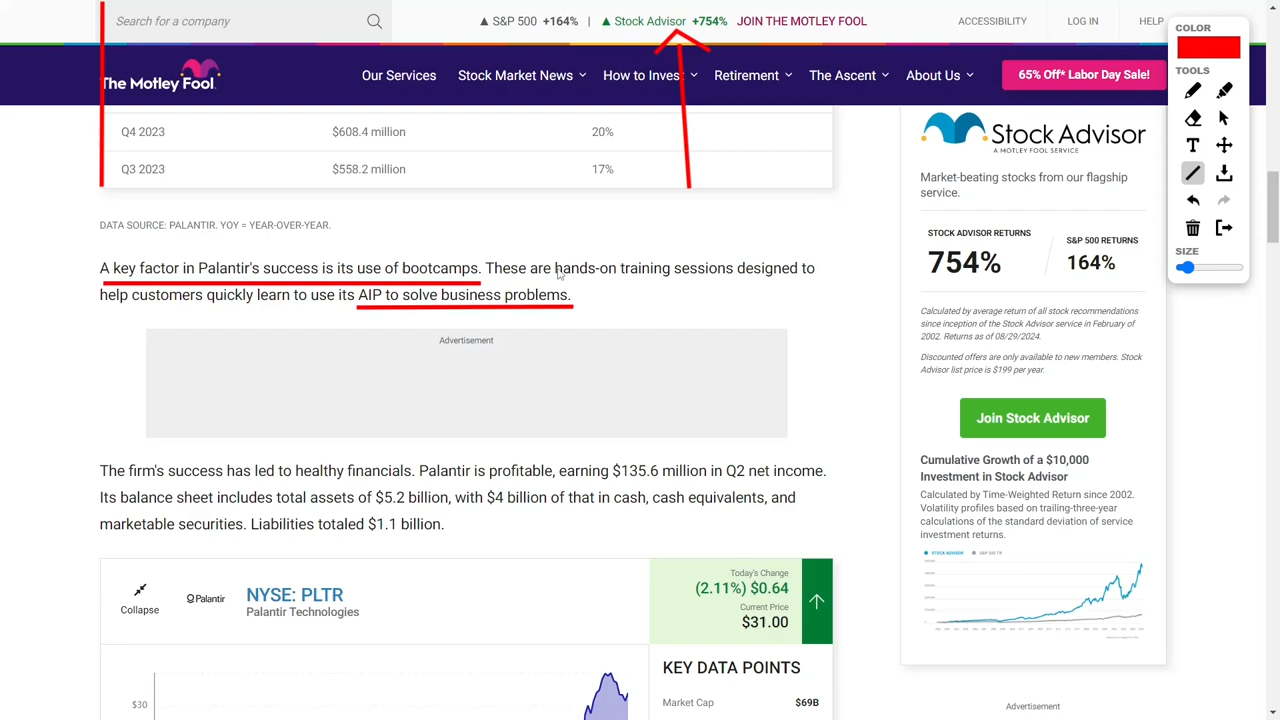 Search for a company
▲ S&P 500 +164% | ▲ Stock Advisor +754% JOIN THE MOTLEY FOOL
ACCESSIBILITY
LOG IN
HELP
COLOR
TOOLS
SIZE
The Motley Fool
Our Services
Stock Market News
How to Invest
Retirement
The Ascent
About Us
65% Off* Labor Day Sale!
Q4 2023 $608.4 million 20%
Q3 2023 $558.2 million 17%
DATA SOURCE: PALANTIR. YOY = YEAR-OVER-YEAR.
A key factor in Palantir's success is its use of bootcamps. These are hands-on training sessions designed to
help customers quickly learn to use its AIP to solve business problems.
Advertisement
The firm's success has led to healthy financials. Palantir is profitable, earning $135.6 million in Q2 net income.
Its balance sheet includes total assets of $5.2 billion, with $4 billion of that in cash, cash equivalents, and
marketable securities. Liabilities totaled $1.1 billion.
Collapse
Palantir
NYSE: PLTR
Palantir Technologies
Today's Change
(2.11%) $0.64
Current Price
$31.00
$30
KEY DATA POINTS
Market Cap $69B
Stock Advisor
A MOTLEY FOOL SERVICE
Market-beating stocks from our flagship
service.
STOCK ADVISOR RETURNS
754%
S&P 500 RETURNS
164%
Calculated by average return of all stock recommendations
since inception of the Stock Advisor service in February of
2002. Returns as of 08/29/2024.
Discounted offers are only available to new members. Stock
Advisor list price is $199 per year.
Join Stock Advisor
Cumulative Growth of a $10,000
Investment in Stock Advisor
Calculated by Time-Weighted Return since 2002.
Volatility profiles based on trailing-three-year
calculations of the standard deviation of service
investment returns.
STOCK ADVISOR
Advertisement